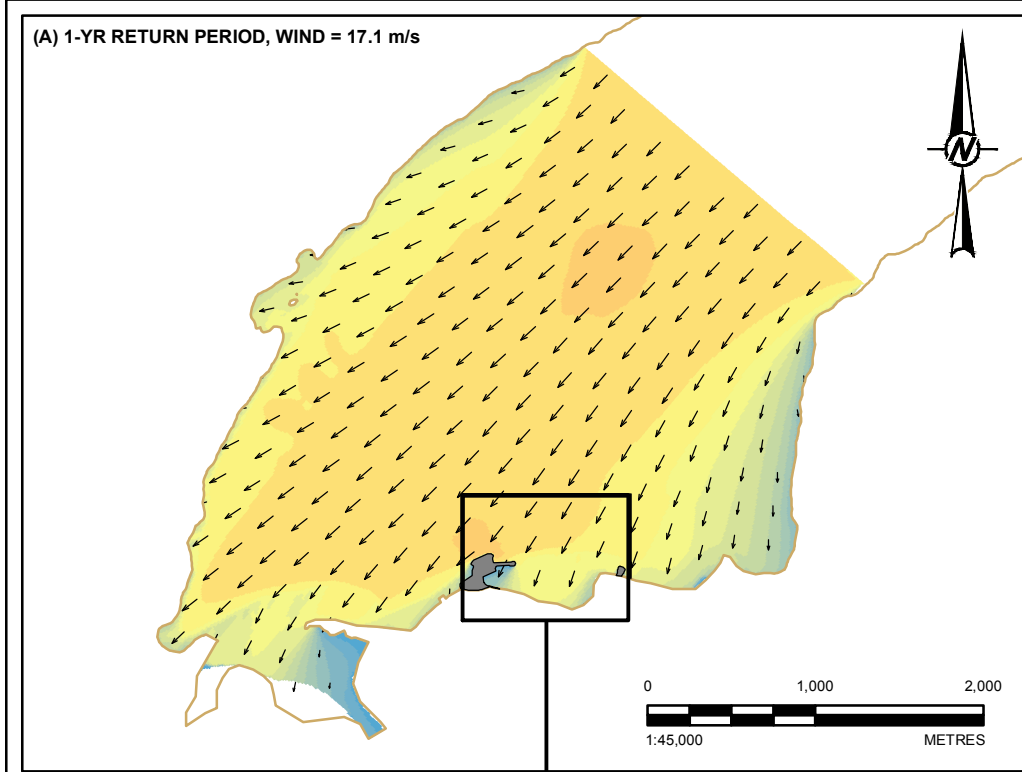 (A) 1-YR RETURN PERIOD, WIND = 17.1 m/s
N
0 1,000 2,000
1:45,000 METRES